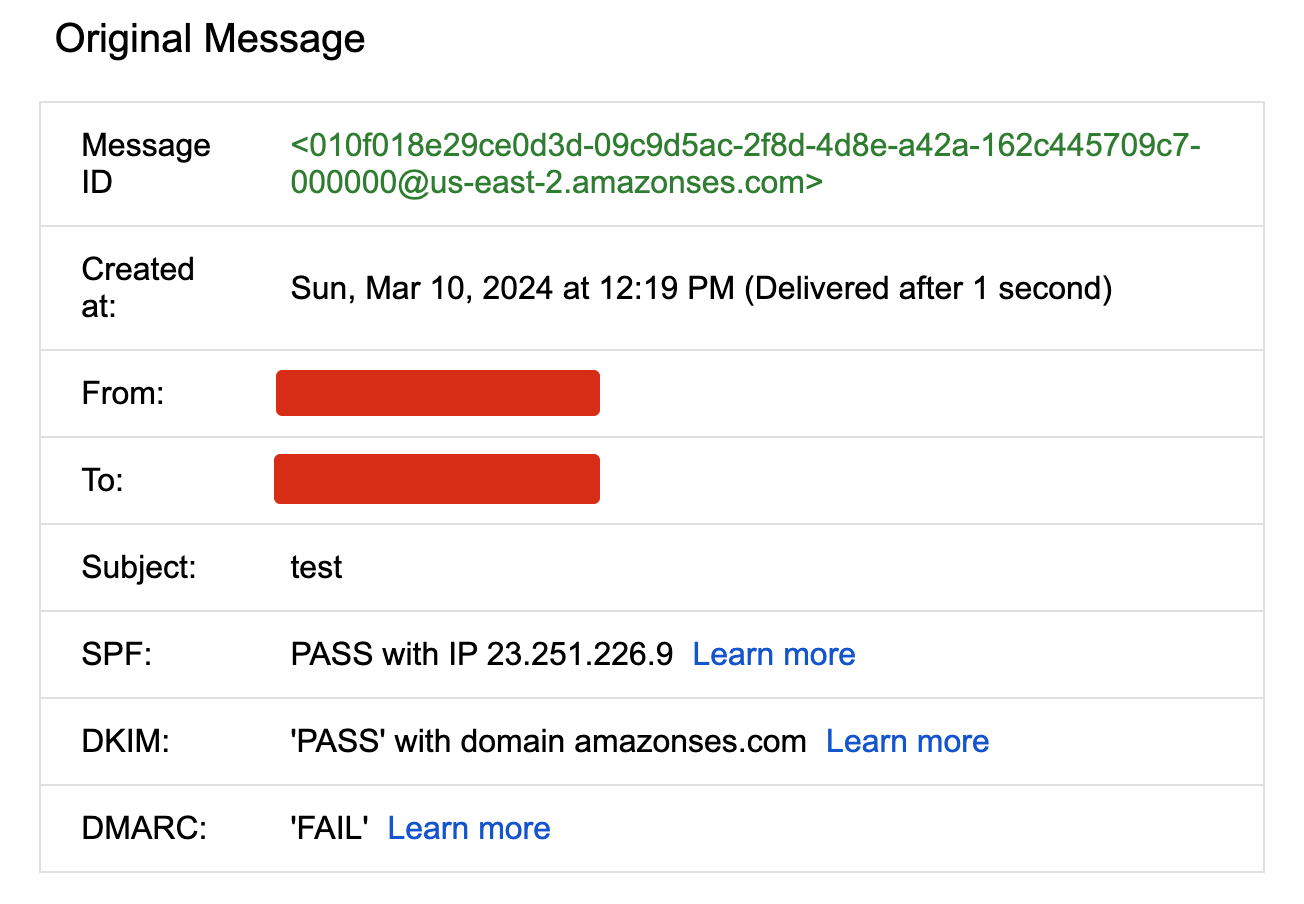 Original Message
Message
ID
<010f018e29ce0d3d-09c9d5ac-2f8d-4d8e-a42a-162c445709c7-
000000@us-east-2.amazonses.com>
Created
at:
Sun, Mar 10, 2024 at 12:19 PM (Delivered after 1 second)
From:
To:
Subject:
test
SPF:
PASS with IP 23.251.226.9 Learn more
DKIM:
'PASS' with domain amazonses.com Learn more
DMARC:
'FAIL' Learn more